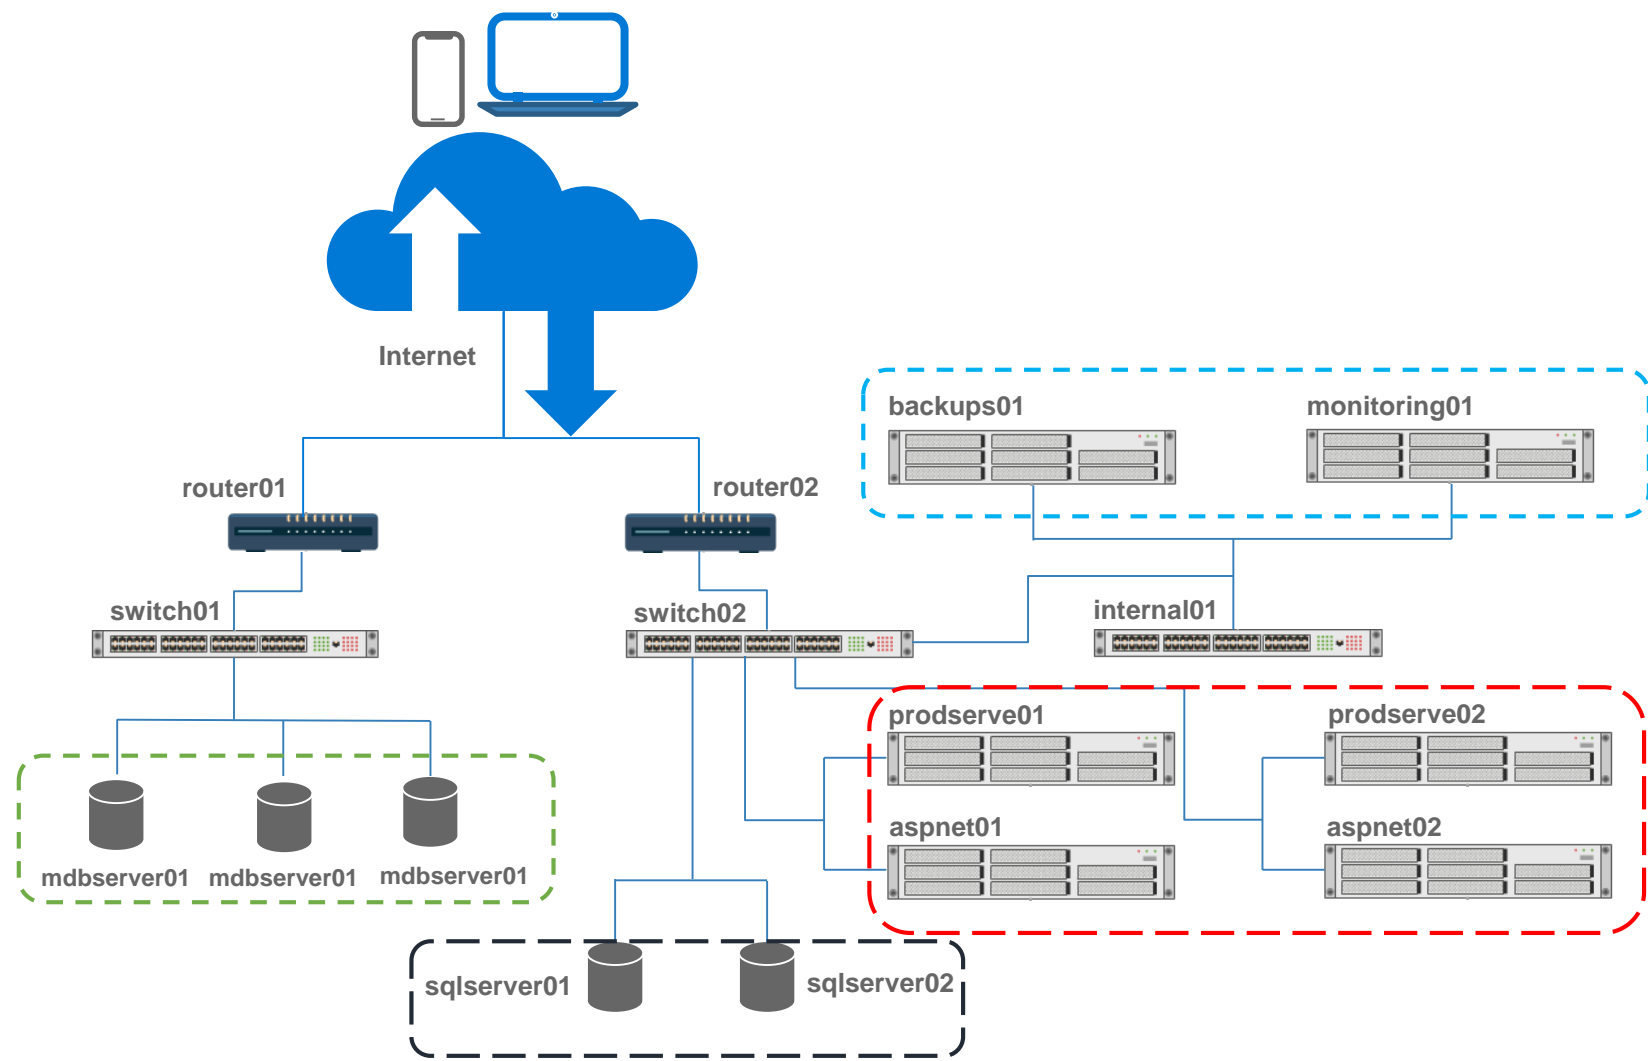 Internet
backups01
monitoring01
router01
router02
switch01
switch02
internal01
prodserve01
prodserve02
aspnet01
aspnet02
mdbserver01
mdbserver01
mdbserver01
sqlserver01
sqlserver02